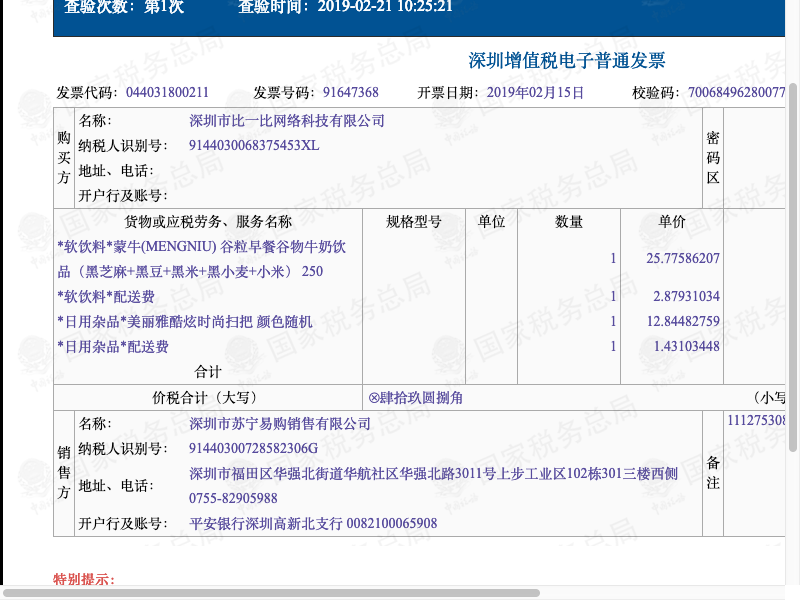 查验次数：第1次 查验时间：2019-02-21 10:25:21
深圳增值税电子普通发票
发票代码：044031800211 发票号码：91647368 开票日期：2019年02月15日 校验码：70068496280077
购买方
名称： 深圳市比一比网络科技有限公司
纳税人识别号： 9144030068375453XL
地址、电话：
开户行及账号：
密码区
货物或应税劳务、服务名称 规格型号 单位 数量 单价
*软饮料*蒙牛(MENGNIU) 谷粒早餐谷物牛奶饮
品（黑芝麻+黑豆+黑米+黑小麦+小米） 250 1 25.77586207
*软饮料*配送费 1 2.87931034
*日用杂品*美丽雅酷炫时尚扫把 颜色随机 1 12.84482759
*日用杂品*配送费 1 1.43103448
合计
价税合计（大写） ⊗肆拾玖圆捌角 （小写
销售方
名称： 深圳市苏宁易购销售有限公司
纳税人识别号： 91440300728582306G
地址、电话： 深圳市福田区华强北街道华航社区华强北路3011号上步工业区102栋301三楼西侧
0755-82905988
开户行及账号： 平安银行深圳高新北支行 0082100065908
备注
111275308
特别提示：
国家税务总局